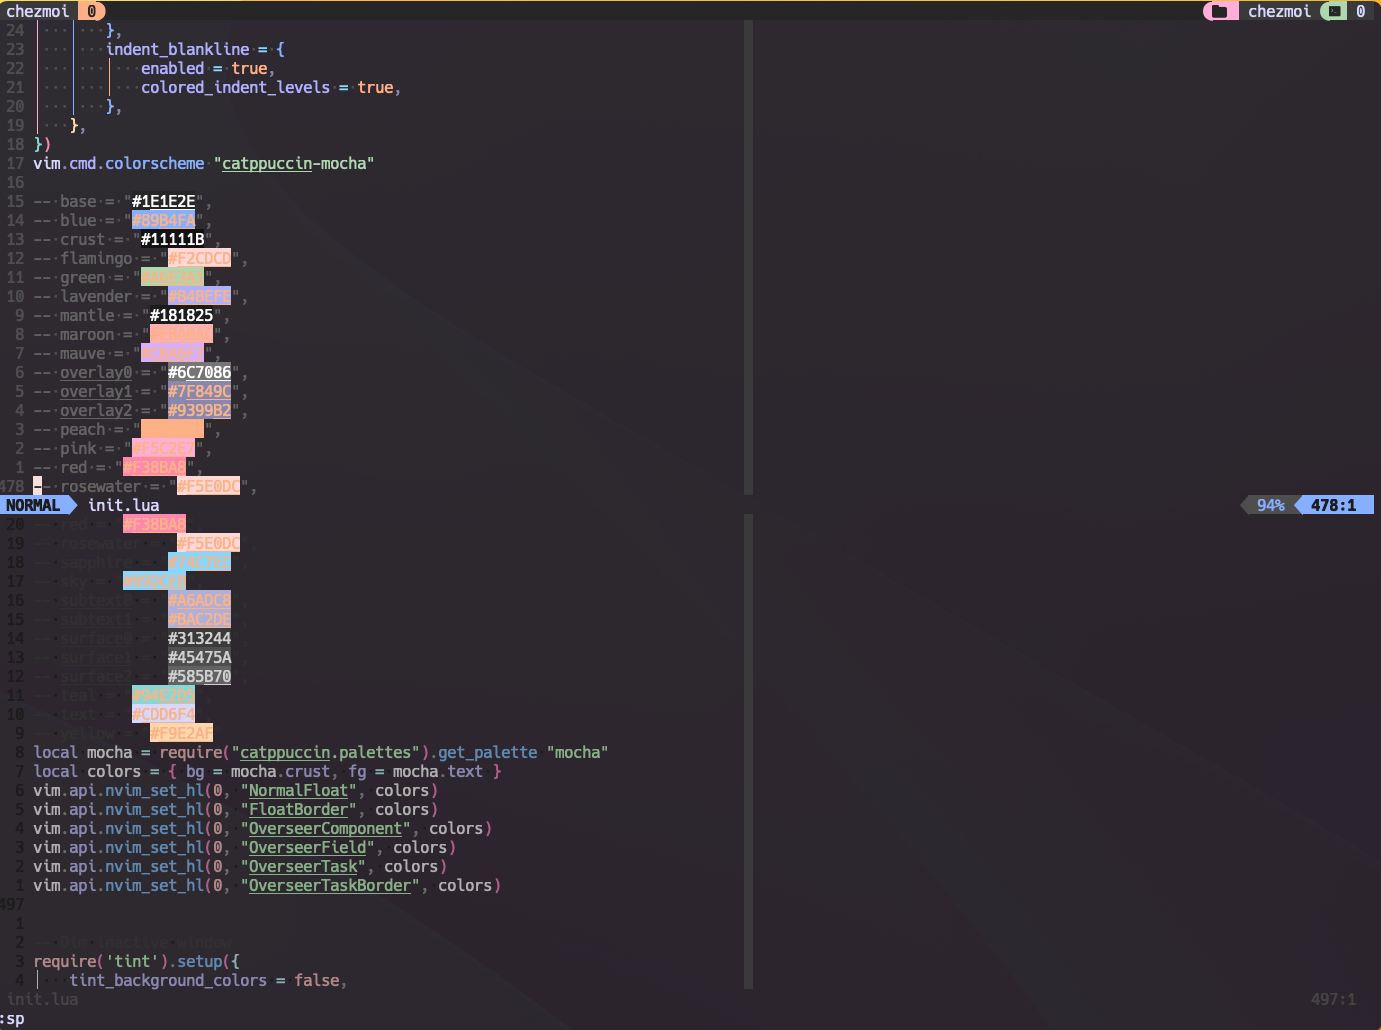 chezmoi 0 chezmoi 0
24 },
23 indent_blankline = {
22 enabled = true,
21 colored_indent_levels = true,
20 },
19 },
18 })
17 vim.cmd.colorscheme "catppuccin-mocha"
16
15 -- base = "#1E1E2E",
14 -- blue = "#89B4FA",
13 -- crust = "#11111B",
12 -- flamingo = "#F2CDCD",
11 -- green = "#A6E3A1",
10 -- lavender = "#B4BEFE",
9 -- mantle = "#181825",
8 -- maroon = "
7 -- mauve = "#CBA6F7",
6 -- overlay0 = "#6C7086",
5 -- overlay1 = "#7F849C",
4 -- overlay2 = "#9399B2",
3 -- peach = "
2 -- pink = "#F5C2E7",
1 -- red = "#F38BA8",
478 -- rosewater = "#F5E0DC",
NORMAL init.lua 94% 478:1
20 -- red = "#F38BA8",
19 -- rosewater = "#F5E0DC",
18 -- sapphire = "#74C7EC",
17 -- sky = "#89DCEB",
16 -- subtext0 = "#A6ADC8",
15 -- subtext1 = "#BAC2DE",
14 -- surface0 = "#313244",
13 -- surface1 = "#45475A",
12 -- surface2 = "#585B70",
11 -- teal = "#94E2D5",
10 -- text = "#CDD6F4",
9 -- yellow = "#F9E2AF",
8 local mocha = require("catppuccin.palettes").get_palette "mocha"
7 local colors = { bg = mocha.crust, fg = mocha.text }
6 vim.api.nvim_set_hl(0, "NormalFloat", colors)
5 vim.api.nvim_set_hl(0, "FloatBorder", colors)
4 vim.api.nvim_set_hl(0, "OverseerComponent", colors)
3 vim.api.nvim_set_hl(0, "OverseerField", colors)
2 vim.api.nvim_set_hl(0, "OverseerTask", colors)
1 vim.api.nvim_set_hl(0, "OverseerTaskBorder", colors)
497
1
2 -- Dim inactive window
3 require('tint').setup({
4 tint_background_colors = false,
init.lua 497:1
:sp